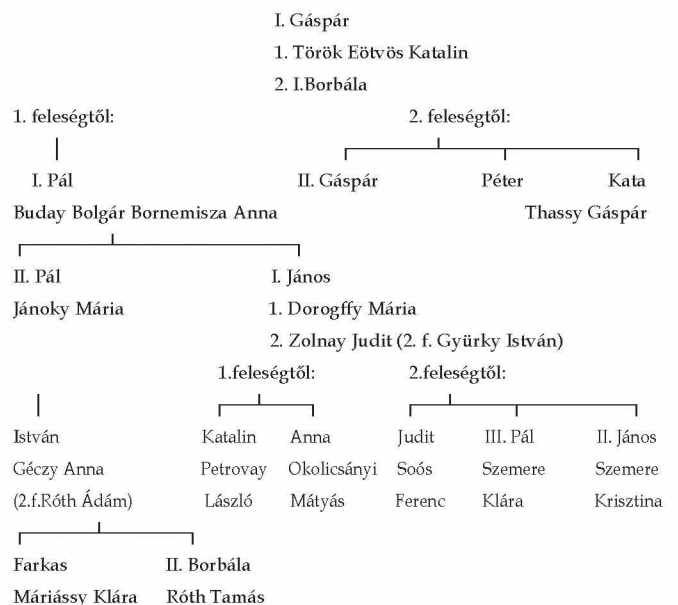 I. Gáspár
1. Török Eötvös Katalin
2. I.Borbála
1. feleségtől: 2. feleségtől:
I. Pál II. Gáspár Péter Kata
Buday Bolgár Bornemisza Anna Thassy Gáspár
II. Pál I. János
Jánoky Mária 1. Dorogffy Mária
2. Zolnay Judit (2. f. Gyürky István)
1.feleségtől: 2.feleségtől:
István Katalin Anna Judit III. Pál II. János
Géczy Anna Petrovay Okolicsányi Soós Szemere Szemere
(2.f.Róth Ádám) László Mátyás Ferenc Klára Krisztina
Farkas II. Borbála
Máriássy Klára Róth Tamás